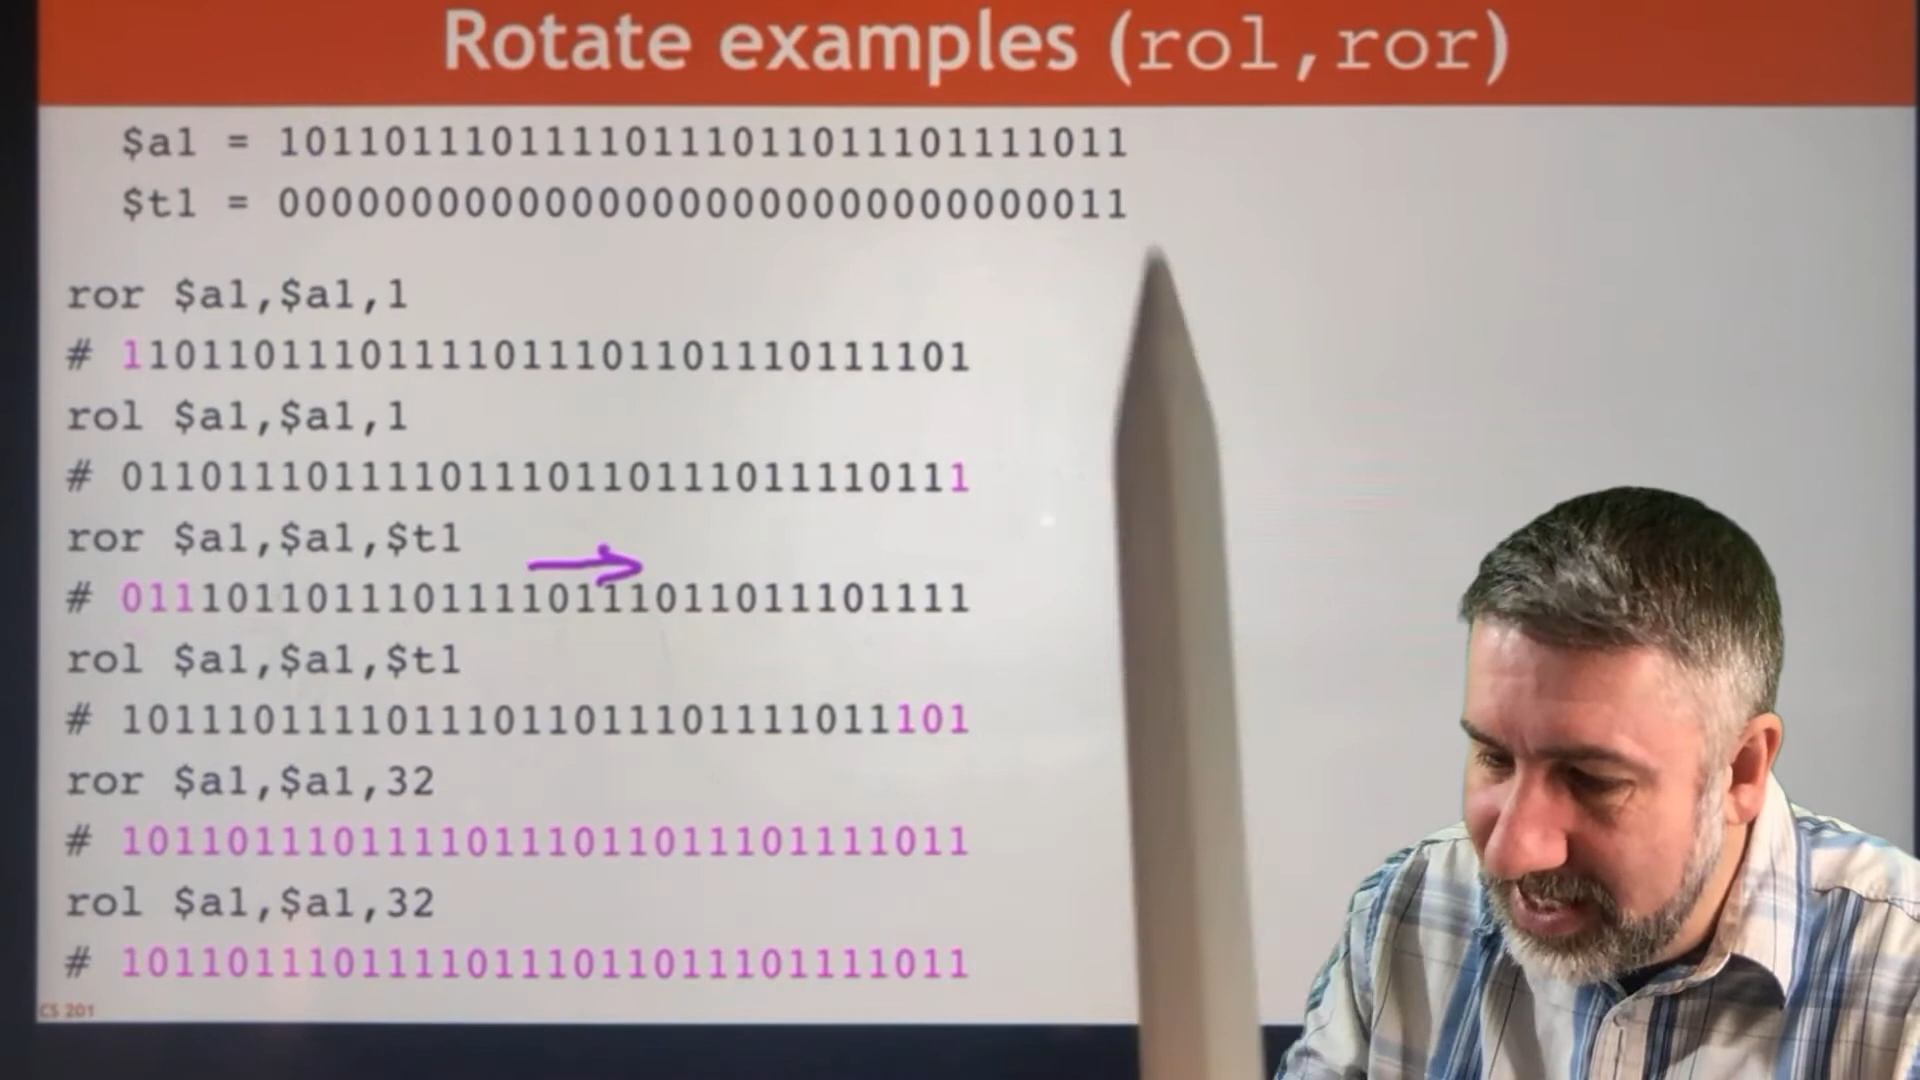 Rotate examples (rol,ror)
$a1 = 10110111011110111011011101111011
$t1 = 00000000000000000000000000000011
ror $a1,$a1,1
# 11011011101111011101101110111101
rol $a1,$a1,1
# 01101110111101110110111011110111
ror $a1,$a1,$t1
# 01110110111011110111011011101111
rol $a1,$a1,$t1
# 10111011110111011011101111011101
ror $a1,$a1,32
# 10110111011110111011011101111011
rol $a1,$a1,32
# 10110111011110111011011101111011
CS 201